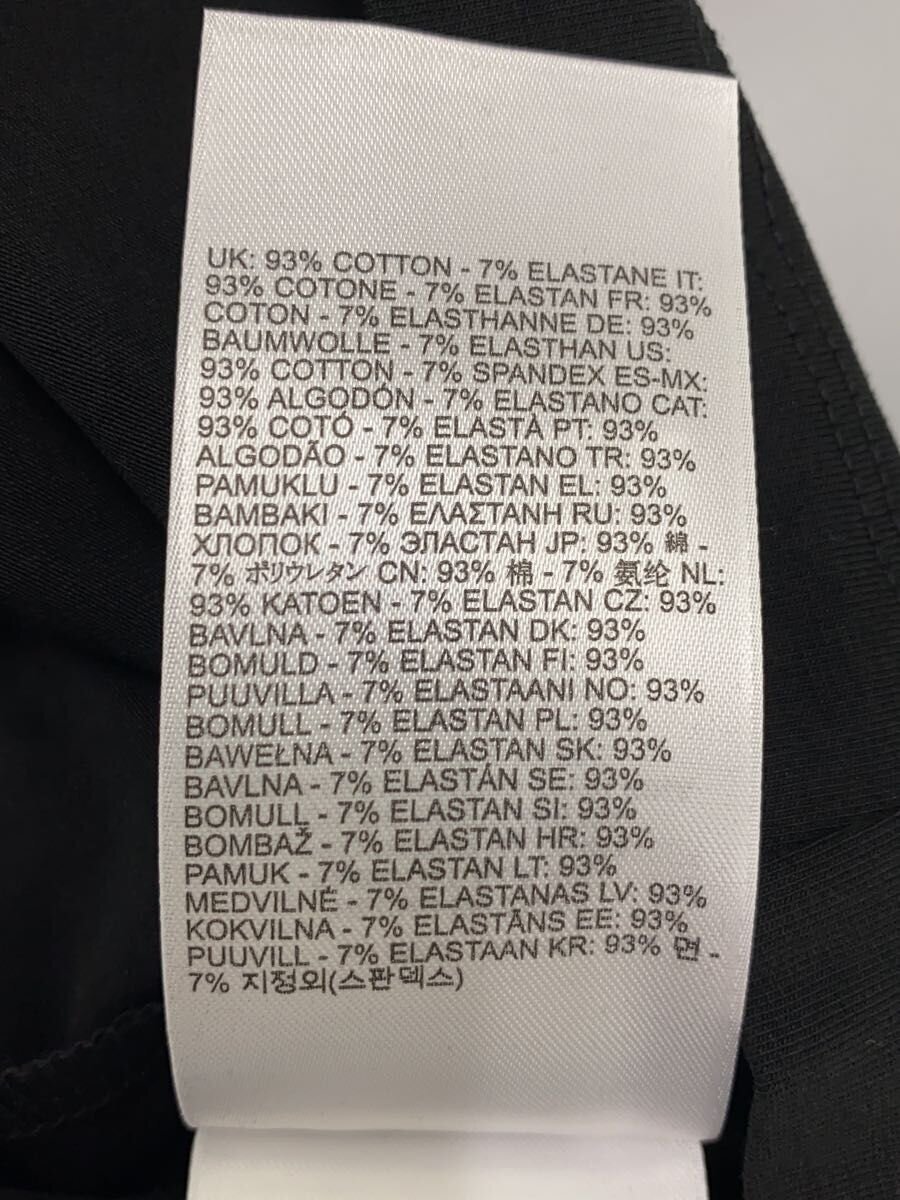 UK: 93% COTTON - 7% ELASTANE IT:
93% COTONE - 7% ELASTAN FR: 93%
COTON - 7% ELASTHANNE DE: 93%
BAUMWOLLE - 7% ELASTHAN US:
93% COTTON - 7% SPANDEX ES-MX:
93% ALGODÓN - 7% ELASTANO CAT:
93% COTÓ - 7% ELASTÀ PT: 93%
ALGODÃO - 7% ELASTANO TR: 93%
PAMUKLU - 7% ELASTAN EL: 93%
BAMBAKI - 7% ΕΛΑΣΤΑΝΗ RU: 93%
ХЛОПОК - 7% ЭЛАСТАН JP: 93% 綿 -
7% ポリウレタン CN: 93% 棉 - 7% 氨纶 NL:
93% KATOEN - 7% ELASTAN CZ: 93%
BAVLNA - 7% ELASTAN DK: 93%
BOMULD - 7% ELASTAN FI: 93%
PUUVILLA - 7% ELASTAANI NO: 93%
BOMULL - 7% ELASTAN PL: 93%
BAWEŁNA - 7% ELASTAN SK: 93%
BAVLNA - 7% ELASTÁN SE: 93%
BOMULL - 7% ELASTAN SI: 93%
BOMBAŽ - 7% ELASTAN HR: 93%
PAMUK - 7% ELASTAN LT: 93%
MEDVILNĖ - 7% ELASTANAS LV: 93%
KOKVILNA - 7% ELASTĀNS EE: 93%
PUUVILL - 7% ELASTAAN KR: 93% 면 -
7% 지정외(스판덱스)